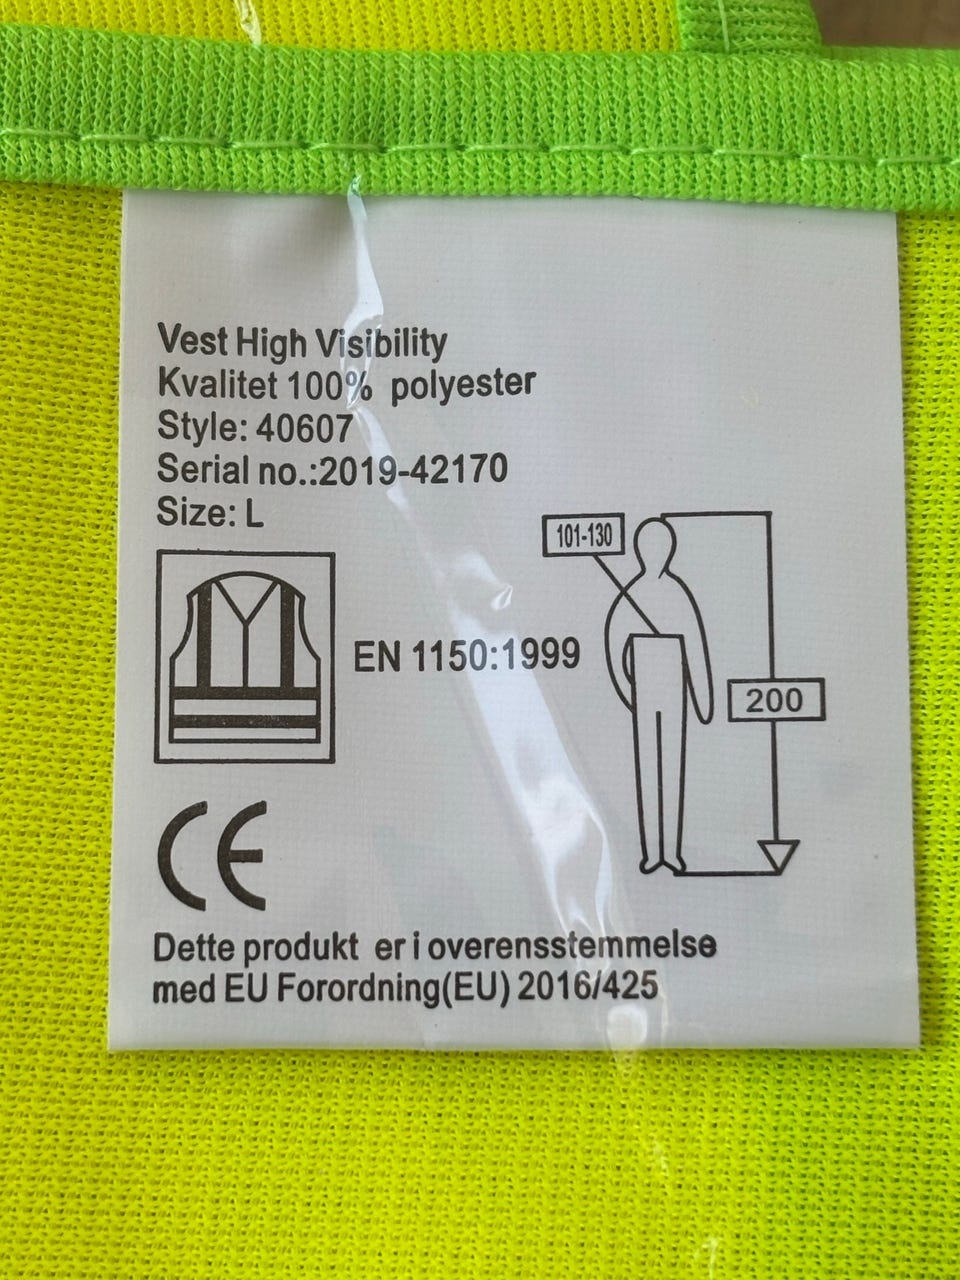 Vest High Visibility
Kvalitet 100% polyester
Style: 40607
Serial no.:2019-42170
Size: L
101-130
EN 1150:1999
200
CE
Dette produkt er i overensstemmelse
med EU Forordning(EU) 2016/425